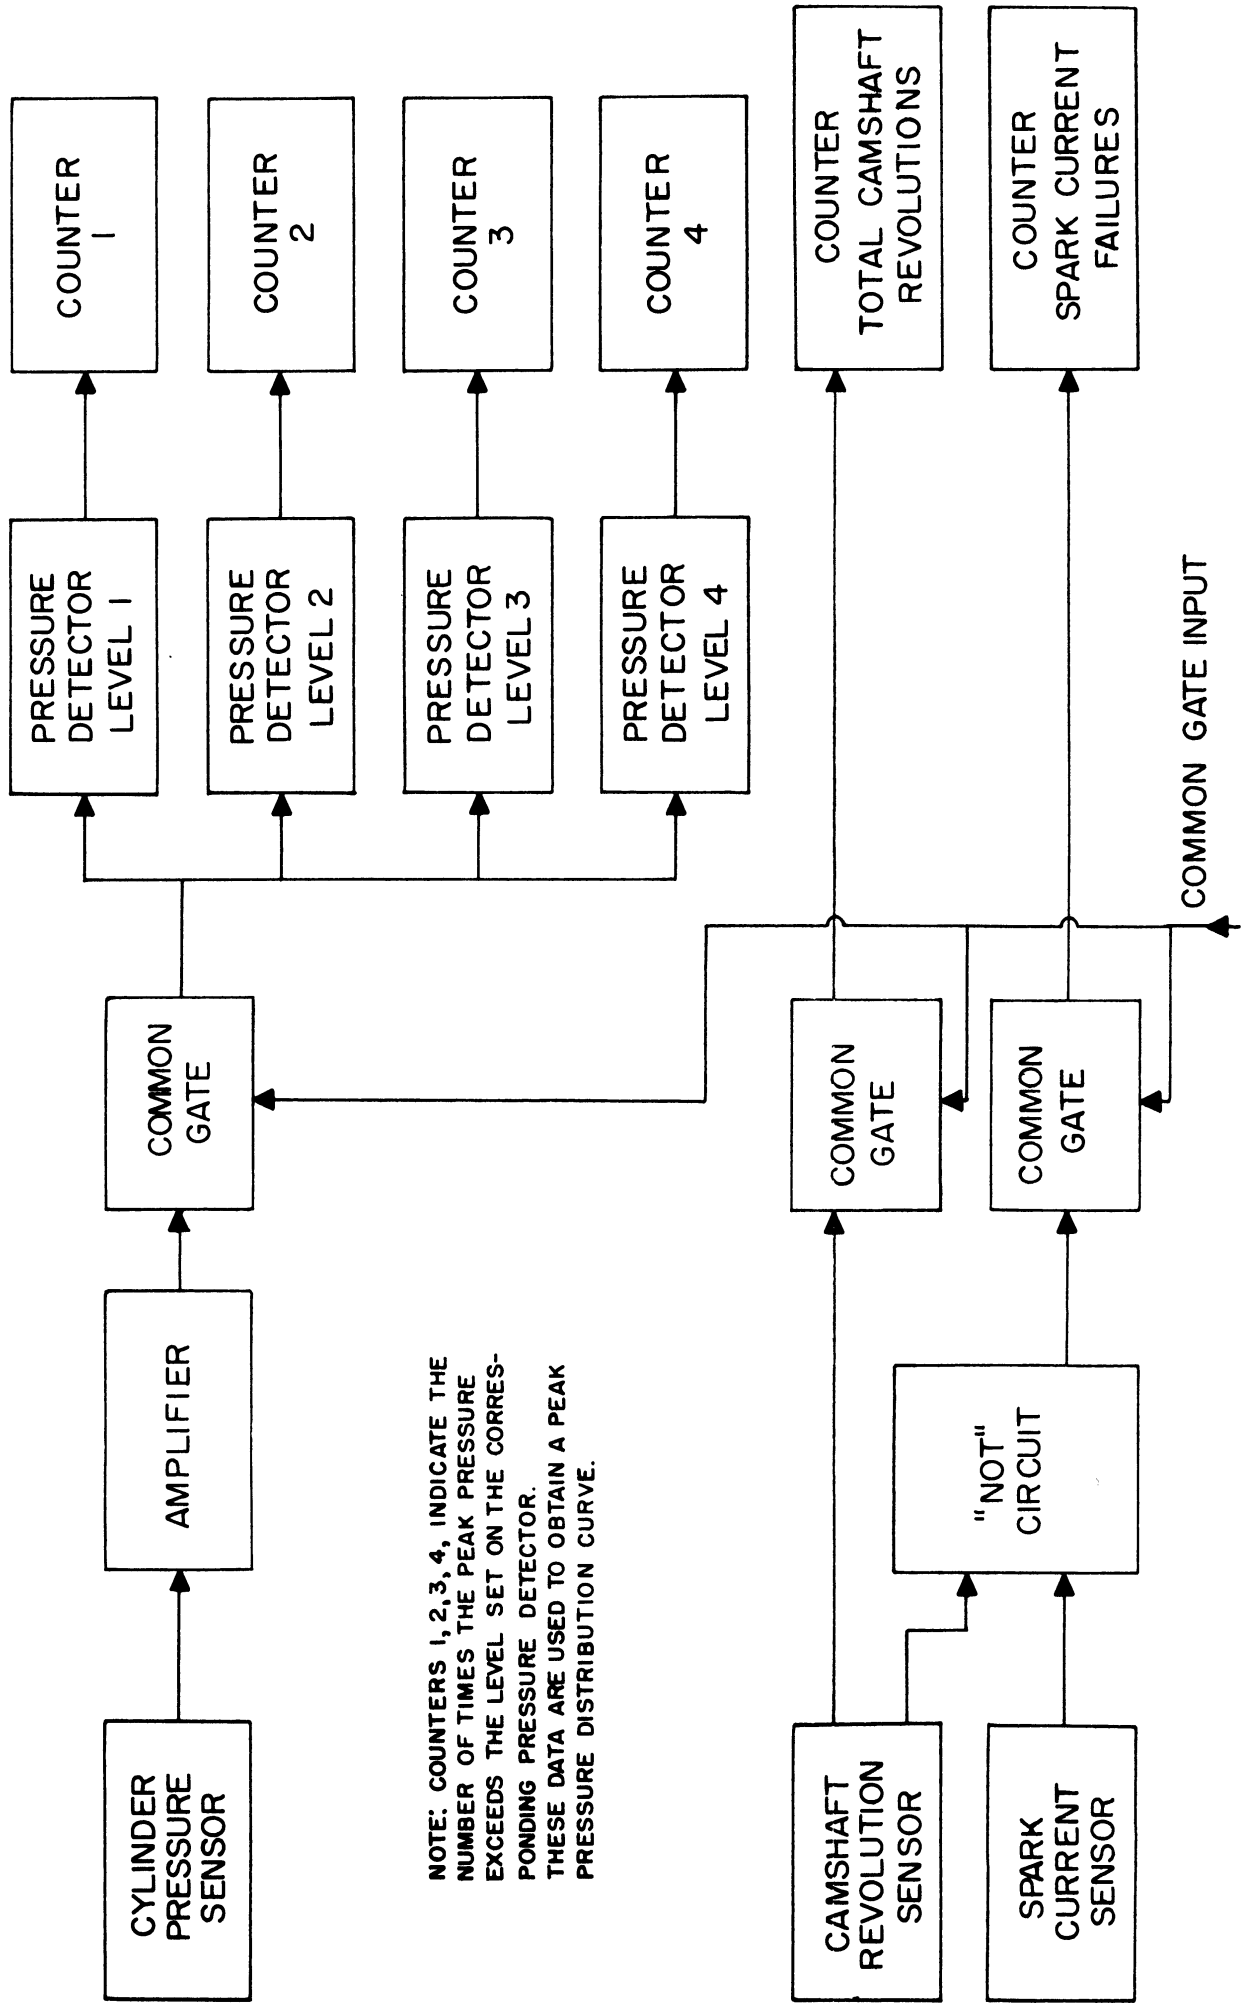 CYLINDER
PRESSURE
SENSOR
AMPLIFIER
COMMON
GATE
PRESSURE
DETECTOR
LEVEL 1
COUNTER
1
PRESSURE
DETECTOR
LEVEL 2
COUNTER
2
PRESSURE
DETECTOR
LEVEL 3
COUNTER
3
PRESSURE
DETECTOR
LEVEL 4
COUNTER
4
NOTE: COUNTERS 1,2,3,4, INDICATE THE
NUMBER OF TIMES THE PEAK PRESSURE
EXCEEDS THE LEVEL SET ON THE CORRES-
PONDING PRESSURE DETECTOR.
THESE DATA ARE USED TO OBTAIN A PEAK
PRESSURE DISTRIBUTION CURVE.
CAMSHAFT
REVOLUTION
SENSOR
COMMON
GATE
COUNTER
TOTAL CAMSHAFT
REVOLUTIONS
SPARK
CURRENT
SENSOR
"NOT"
CIRCUIT
COMMON
GATE
COUNTER
SPARK CURRENT
FAILURES
COMMON GATE INPUT